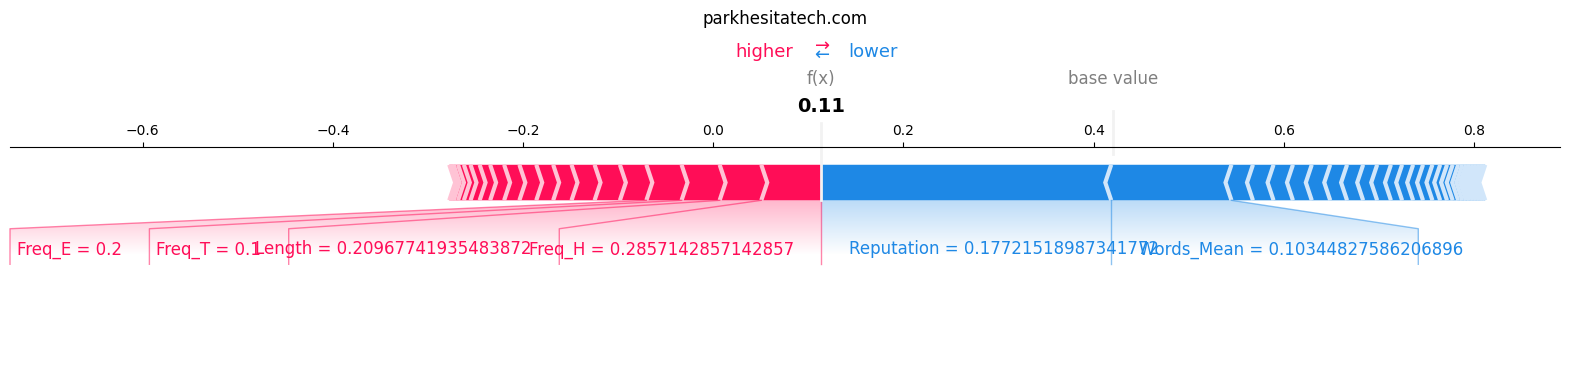 parkhesitatech.com
higher ⇄ lower
f(x) base value
0.11
−0.6 −0.4 −0.2 0.0 0.2 0.4 0.6 0.8
Freq_E = 0.2 Freq_T = 0.1 Length = 0.20967741935483872 Freq_H = 0.2857142857142857 Reputation = 0.17721518987341772 Words_Mean = 0.10344827586206896